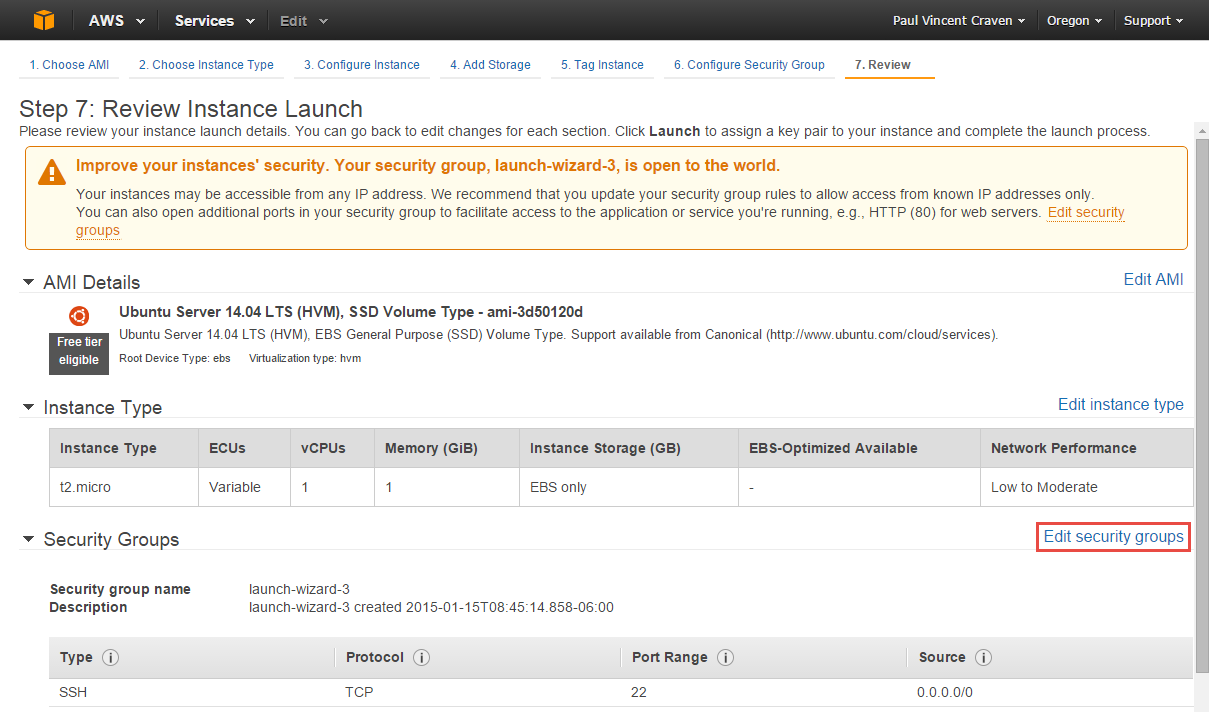 AWS Services Edit Paul Vincent Craven Oregon Support
1. Choose AMI 2. Choose Instance Type 3. Configure Instance 4. Add Storage 5. Tag Instance 6. Configure Security Group 7. Review
Step 7: Review Instance Launch
Please review your instance launch details. You can go back to edit changes for each section. Click Launch to assign a key pair to your instance and complete the launch process.
Improve your instances' security. Your security group, launch-wizard-3, is open to the world.
Your instances may be accessible from any IP address. We recommend that you update your security group rules to allow access from known IP addresses only.
You can also open additional ports in your security group to facilitate access to the application or service you're running, e.g., HTTP (80) for web servers. Edit security
groups
AMI Details Edit AMI
Ubuntu Server 14.04 LTS (HVM), SSD Volume Type - ami-3d50120d
Free tier
eligible
Ubuntu Server 14.04 LTS (HVM), EBS General Purpose (SSD) Volume Type. Support available from Canonical (http://www.ubuntu.com/cloud/services).
Root Device Type: ebs Virtualization type: hvm
Instance Type Edit instance type
Instance Type ECUs vCPUs Memory (GiB) Instance Storage (GB) EBS-Optimized Available Network Performance
t2.micro Variable 1 1 EBS only - Low to Moderate
Security Groups Edit security groups
Security group name launch-wizard-3
Description launch-wizard-3 created 2015-01-15T08:45:14.858-06:00
Type i Protocol i Port Range i Source i
SSH TCP 22 0.0.0.0/0